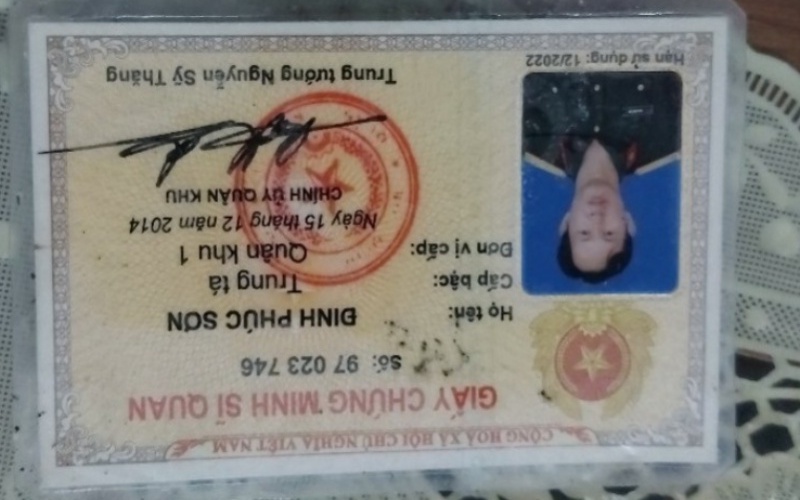 CỘNG HOÀ XÃ HỘI CHỦ NGHĨA VIỆT NAM
GIẤY CHỨNG MINH SĨ QUAN
Số: 97 023 746
Họ tên: ĐINH PHÚC SƠN
Cấp bậc: Trung tá
Đơn vị cấp: Quân khu 1
Ngày 15 tháng 12 năm 2014
CHÍNH ỦY QUÂN KHU
Trung tướng Nguyễn Sỹ Thăng
Hạn sử dụng: 12/2022